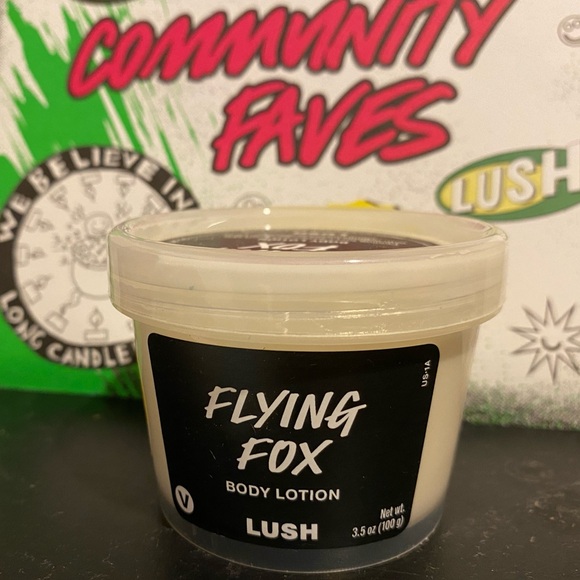 COMMUNITY
FAVES
WE BELIEVE IN
LONG CANDLE
LUSH
FOX
US-1A
FLYING
FOX
BODY LOTION
V
LUSH
Net wt.
3.5 oz (100 g)